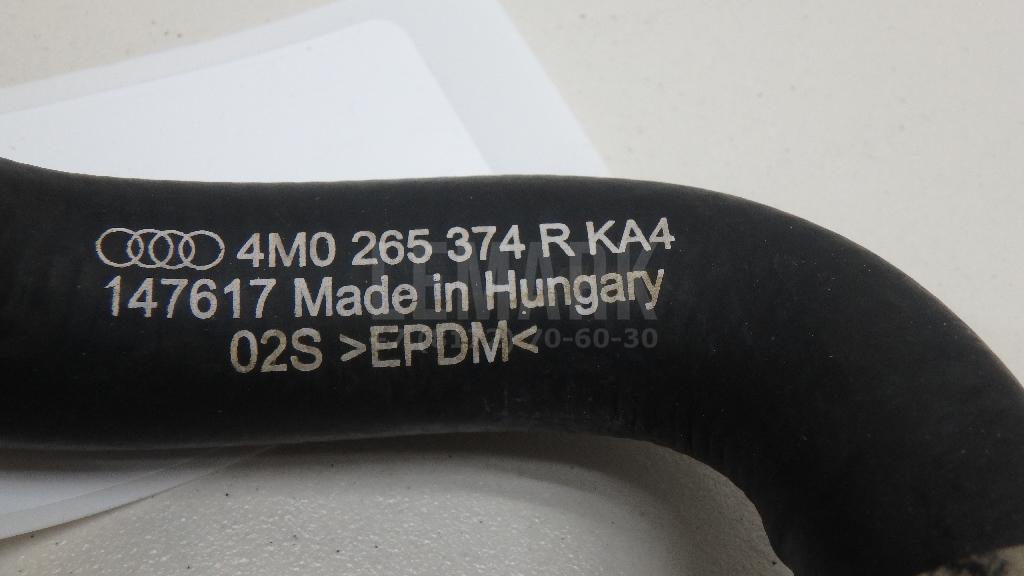 4M0 265 374 R KA4
147617 Made in Hungary
02S >EPDM<